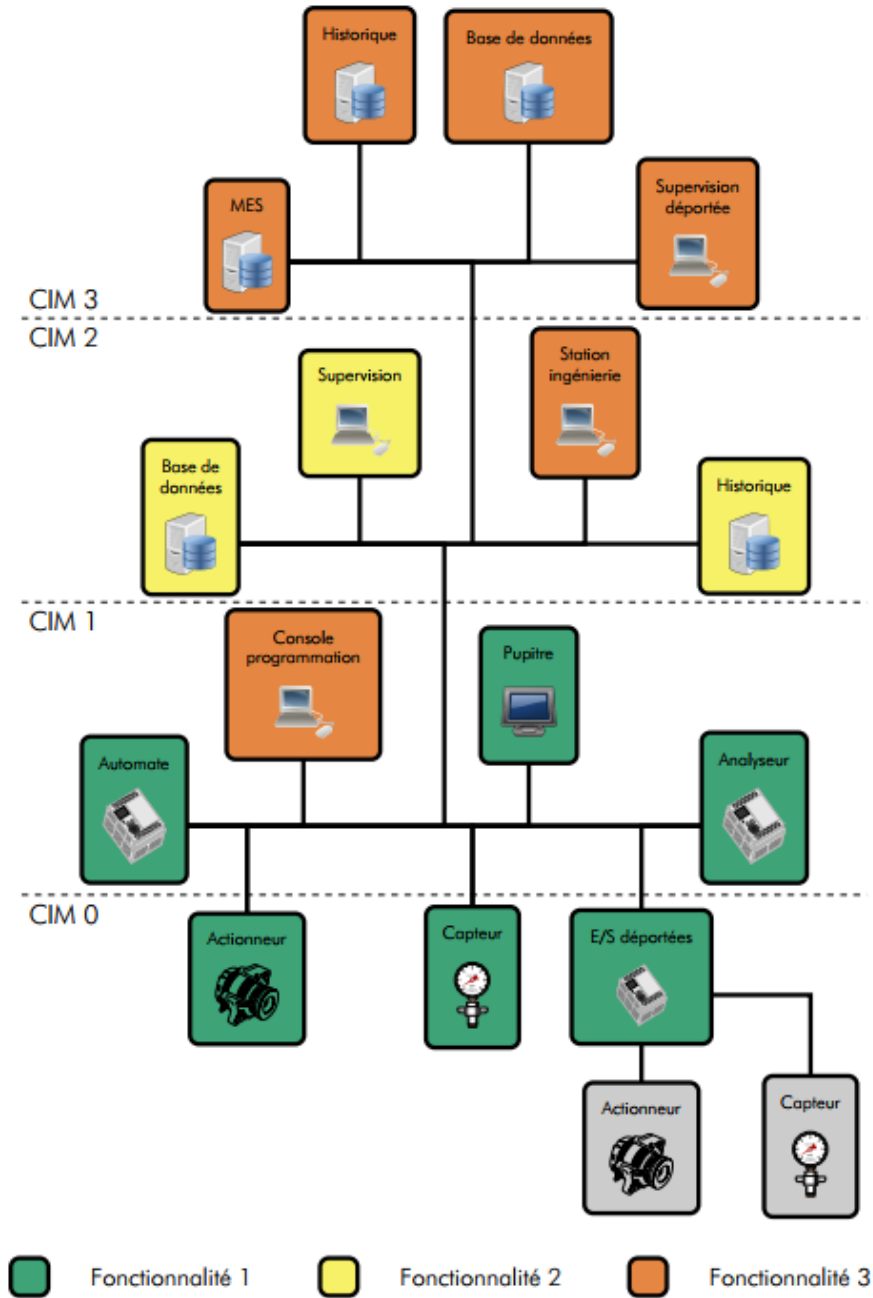 Historique
Base de données
MES
Supervision
déportée
CIM 3
CIM 2
Supervision
Station
ingénierie
Base de
données
Historique
CIM 1
Console
programmation
Pupitre
Automate
Analyseur
CIM 0
Actionneur
Capteur
E/S déportées
Actionneur
Capteur
Fonctionnalité 1
Fonctionnalité 2
Fonctionnalité 3